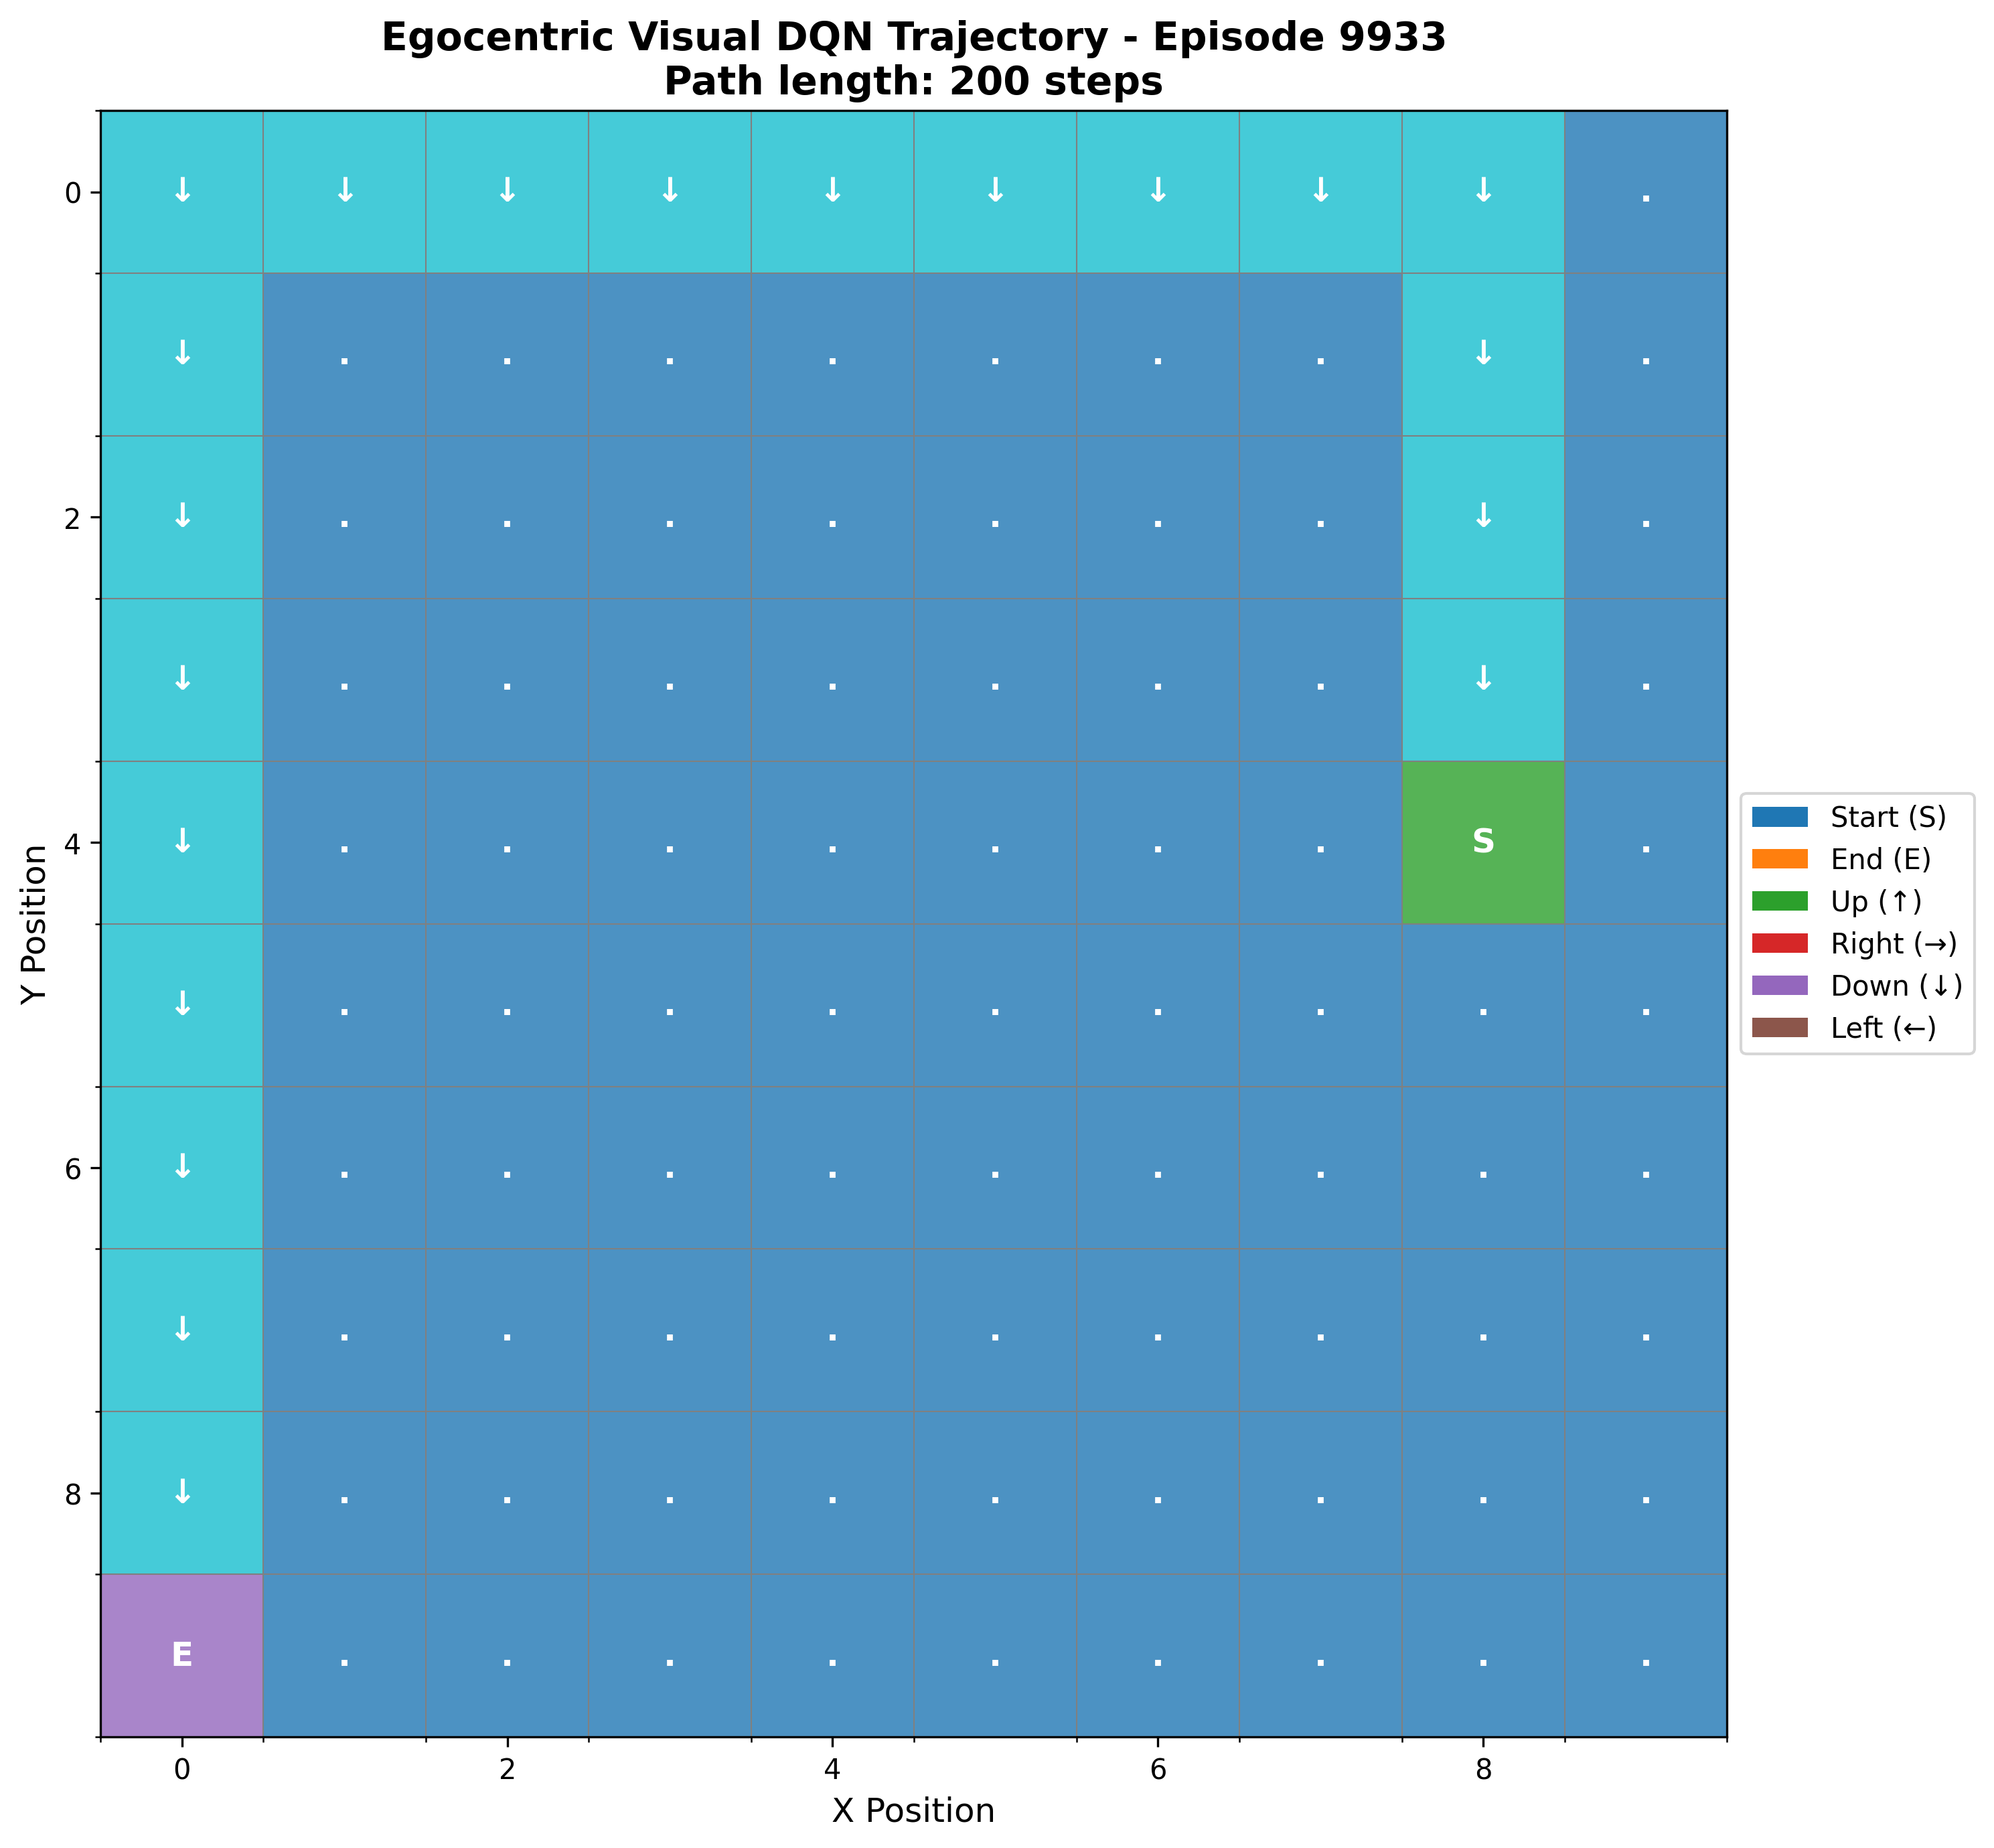 Egocentric Visual DQN Trajectory - Episode 9933
Path length: 200 steps
0 ↓ ↓ ↓ ↓ ↓ ↓ ↓ ↓ ↓ .
↓ . . . . . . . ↓ .
2 ↓ . . . . . . . ↓ .
↓ . . . . . . . ↓ .
4 ↓ . . . . . . . S .
↓ . . . . . . . . .
6 ↓ . . . . . . . . .
↓ . . . . . . . . .
8 ↓ . . . . . . . . .
E . . . . . . . . .
0 2 4 6 8
X Position
Y Position
Start (S)
End (E)
Up (↑)
Right (→)
Down (↓)
Left (←)